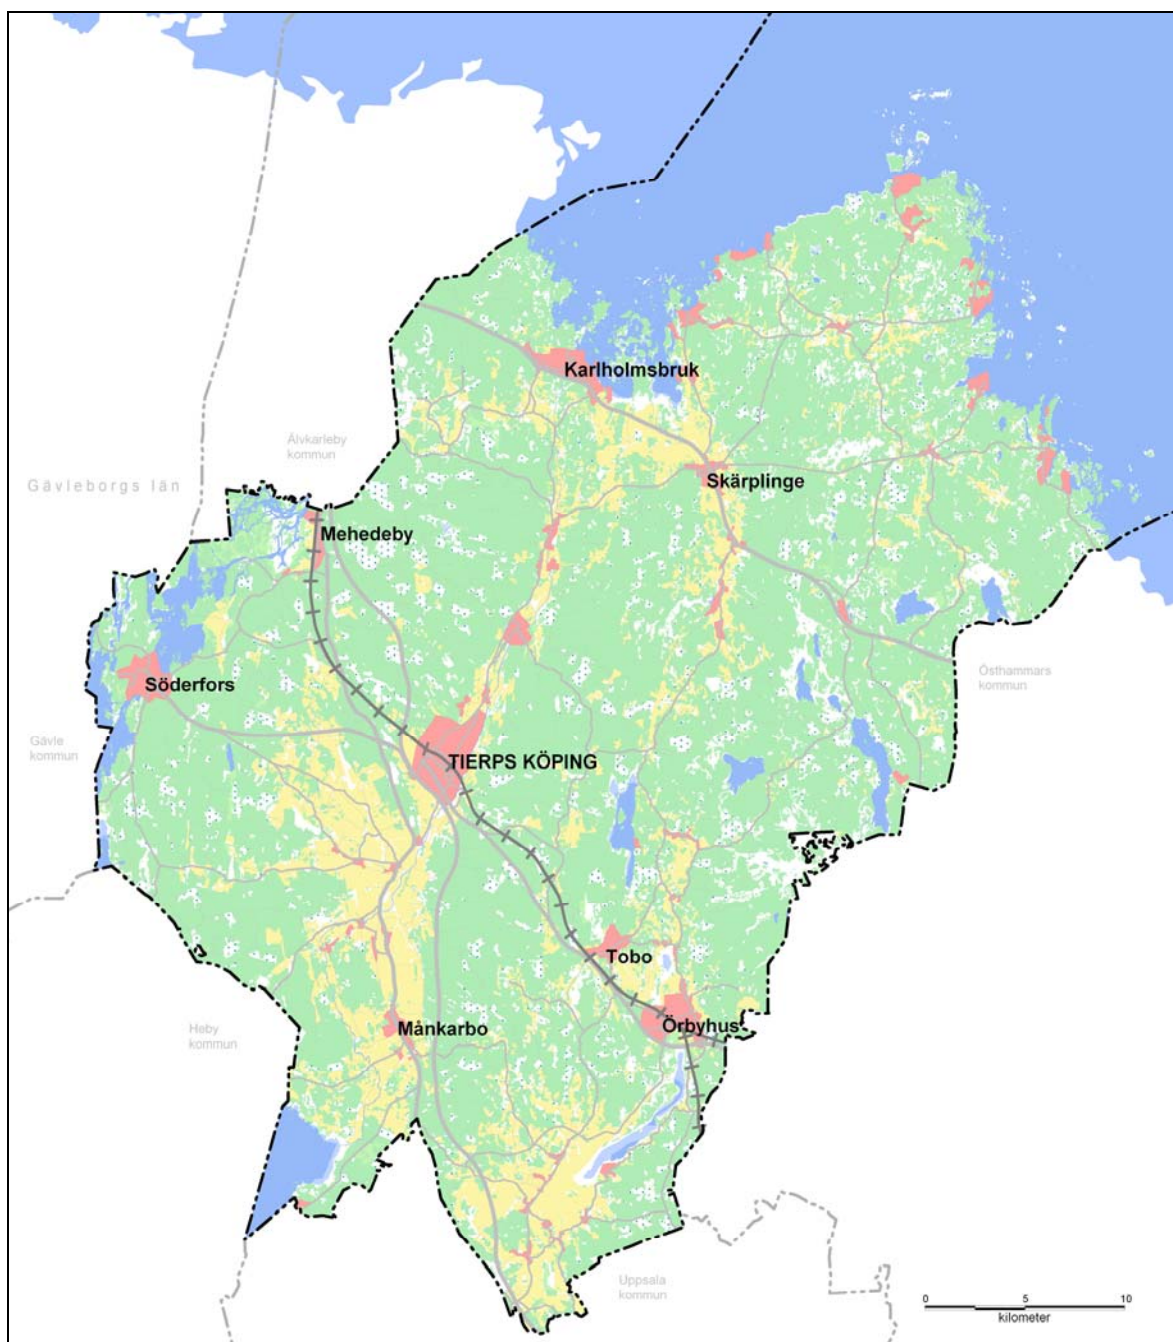 Karlholmsbruk
Älvkarleby
kommun
Skärplinge
Gävleborgs län
Mehedeby
Östhammars
kommun
Söderfors
Gävle
kommun
TIERPS KÖPING
Tobo
Heby
kommun
Månkarbo
Örbyhus
Uppsala
kommun
0 5 10
kilometer